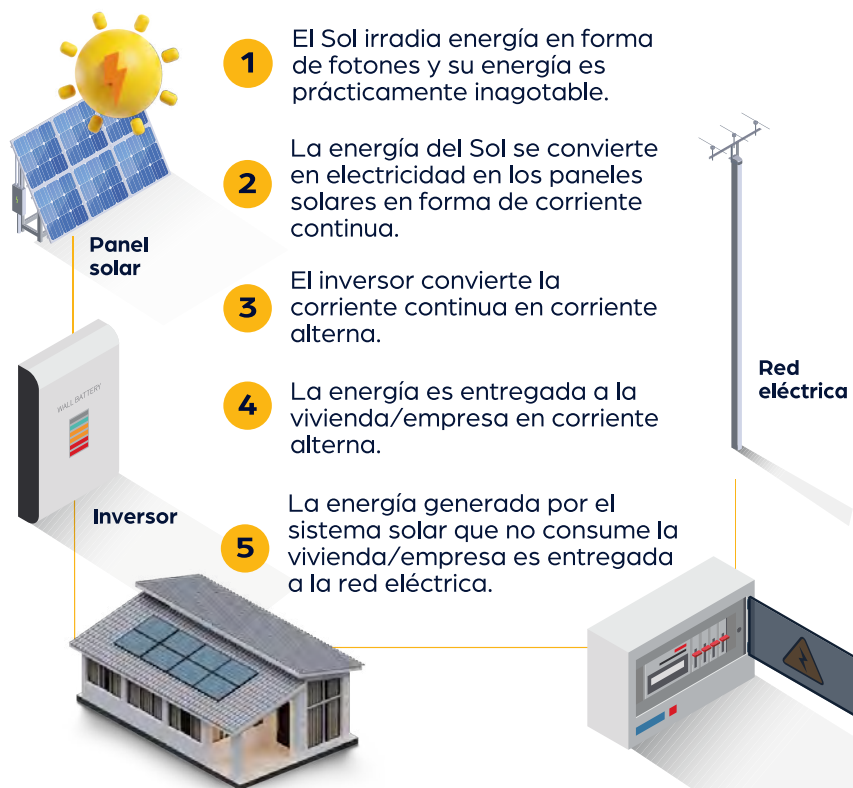 1
El Sol irradia energía en forma
de fotones y su energía es
prácticamente inagotable.
2
La energía del Sol se convierte
en electricidad en los paneles
solares en forma de corriente
continua.
Panel
solar
3
El inversor convierte la
corriente continua en corriente
alterna.
WALL BATTERY
Red
eléctrica
4
La energía es entregada a la
vivienda/empresa en corriente
alterna.
Inversor
5
La energía generada por el
sistema solar que no consume la
vivienda/empresa es entregada
a la red eléctrica.